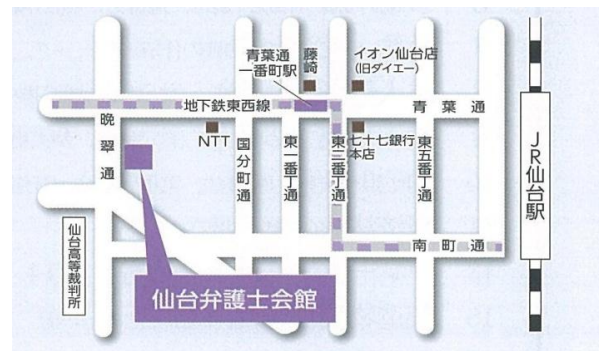 青葉通
一番町駅
藤崎
イオン仙台店
(旧ダイエー)
地下鉄東西線
青葉通
晩翠通
NTT
国分町通
東一番丁通
東三番丁通
七十七銀行
本店
東五番丁通
JR仙台駅
仙台高等裁判所
南町通
仙台弁護士会館